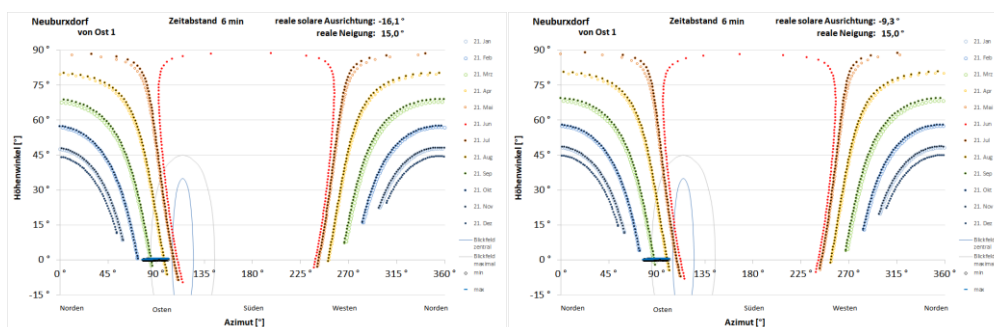 Neuburxdorf
Zeitabstand 6 min
reale solare Ausrichtung: -16,1 °
von Ost 1
reale Neigung: 15,0 °
90 °
75 °
60 °
45 °
30 °
15 °
0 °
-15 °
Höhenwinkel [°]
0 °
45 °
90 °
135 °
180 °
225 °
270 °
315 °
360 °
Norden
Osten
Süden
Westen
Norden
Azimut [°]
21. Jan
21. Feb
21. Mrz
21. Apr
21. Mai
21. Jun
21. Jul
21. Aug
21. Sep
21. Okt
21. Nov
21. Dez
Blickfeld
zentral
Blickfeld
maximal
min
max
Neuburxdorf
Zeitabstand 6 min
reale solare Ausrichtung: -9,3 °
von Ost 1
reale Neigung: 15,0 °
90 °
75 °
60 °
45 °
30 °
15 °
0 °
-15 °
Höhenwinkel [°]
0 °
45 °
90 °
135 °
180 °
225 °
270 °
315 °
360 °
Norden
Osten
Süden
Westen
Norden
Azimut [°]
21. Jan
21. Feb
21. Mrz
21. Apr
21. Mai
21. Jun
21. Jul
21. Aug
21. Sep
21. Okt
21. Nov
21. Dez
Blickfeld
zentral
Blickfeld
maximal
min
max